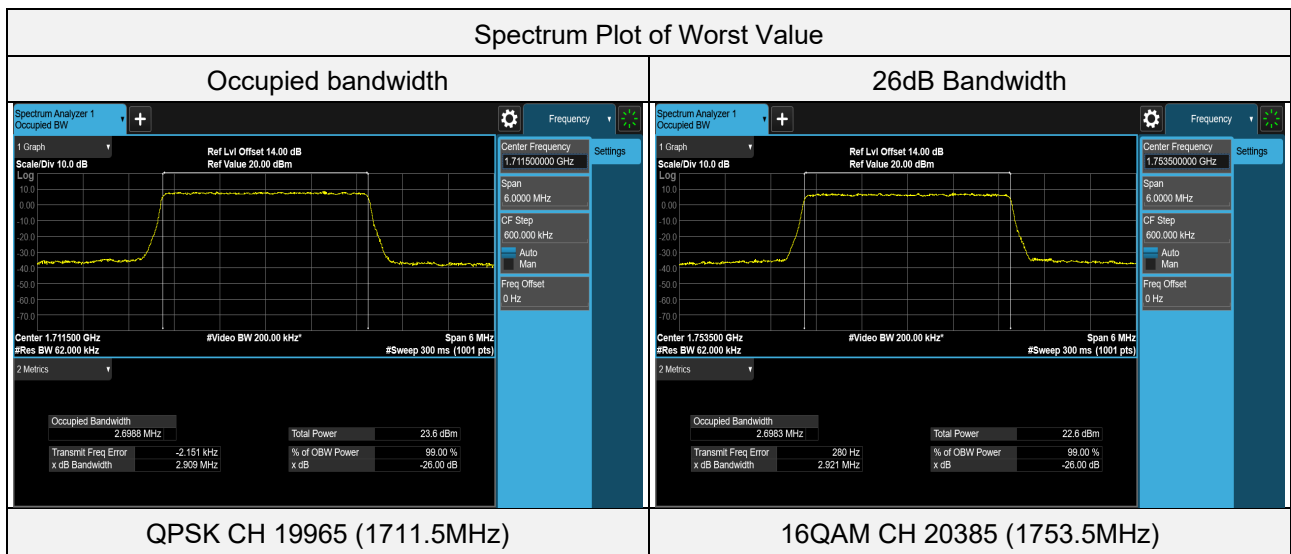 Spectrum Plot of Worst Value
Occupied bandwidth
26dB Bandwidth
Spectrum Analyzer 1
Occupied BW
+
Frequency
1 Graph
Scale/Div 10.0 dB
Ref Lvl Offset 14.00 dB
Ref Value 20.00 dBm
Log
10.0
0.00
-10.0
-20.0
-30.0
-40.0
-50.0
-60.0
-70.0
Center 1.711500 GHz
#Video BW 200.00 kHz*
Span 6 MHz
#Res BW 62.000 kHz
#Sweep 300 ms (1001 pts)
2 Metrics
Occupied Bandwidth
2.6988 MHz
Total Power 23.6 dBm
Transmit Freq Error -2.151 kHz
% of OBW Power 99.00 %
x dB Bandwidth 2.909 MHz
x dB -26.00 dB
Center Frequency
1.711500000 GHz
Settings
Span
6.0000 MHz
CF Step
600.000 kHz
Auto
Man
Freq Offset
0 Hz
Spectrum Analyzer 1
Occupied BW
+
Frequency
1 Graph
Scale/Div 10.0 dB
Ref Lvl Offset 14.00 dB
Ref Value 20.00 dBm
Log
10.0
0.00
-10.0
-20.0
-30.0
-40.0
-50.0
-60.0
-70.0
Center 1.753500 GHz
#Video BW 200.00 kHz*
Span 6 MHz
#Res BW 62.000 kHz
#Sweep 300 ms (1001 pts)
2 Metrics
Occupied Bandwidth
2.6983 MHz
Total Power 22.6 dBm
Transmit Freq Error 280 Hz
% of OBW Power 99.00 %
x dB Bandwidth 2.921 MHz
x dB -26.00 dB
Center Frequency
1.753500000 GHz
Settings
Span
6.0000 MHz
CF Step
600.000 kHz
Auto
Man
Freq Offset
0 Hz
QPSK CH 19965 (1711.5MHz)
16QAM CH 20385 (1753.5MHz)